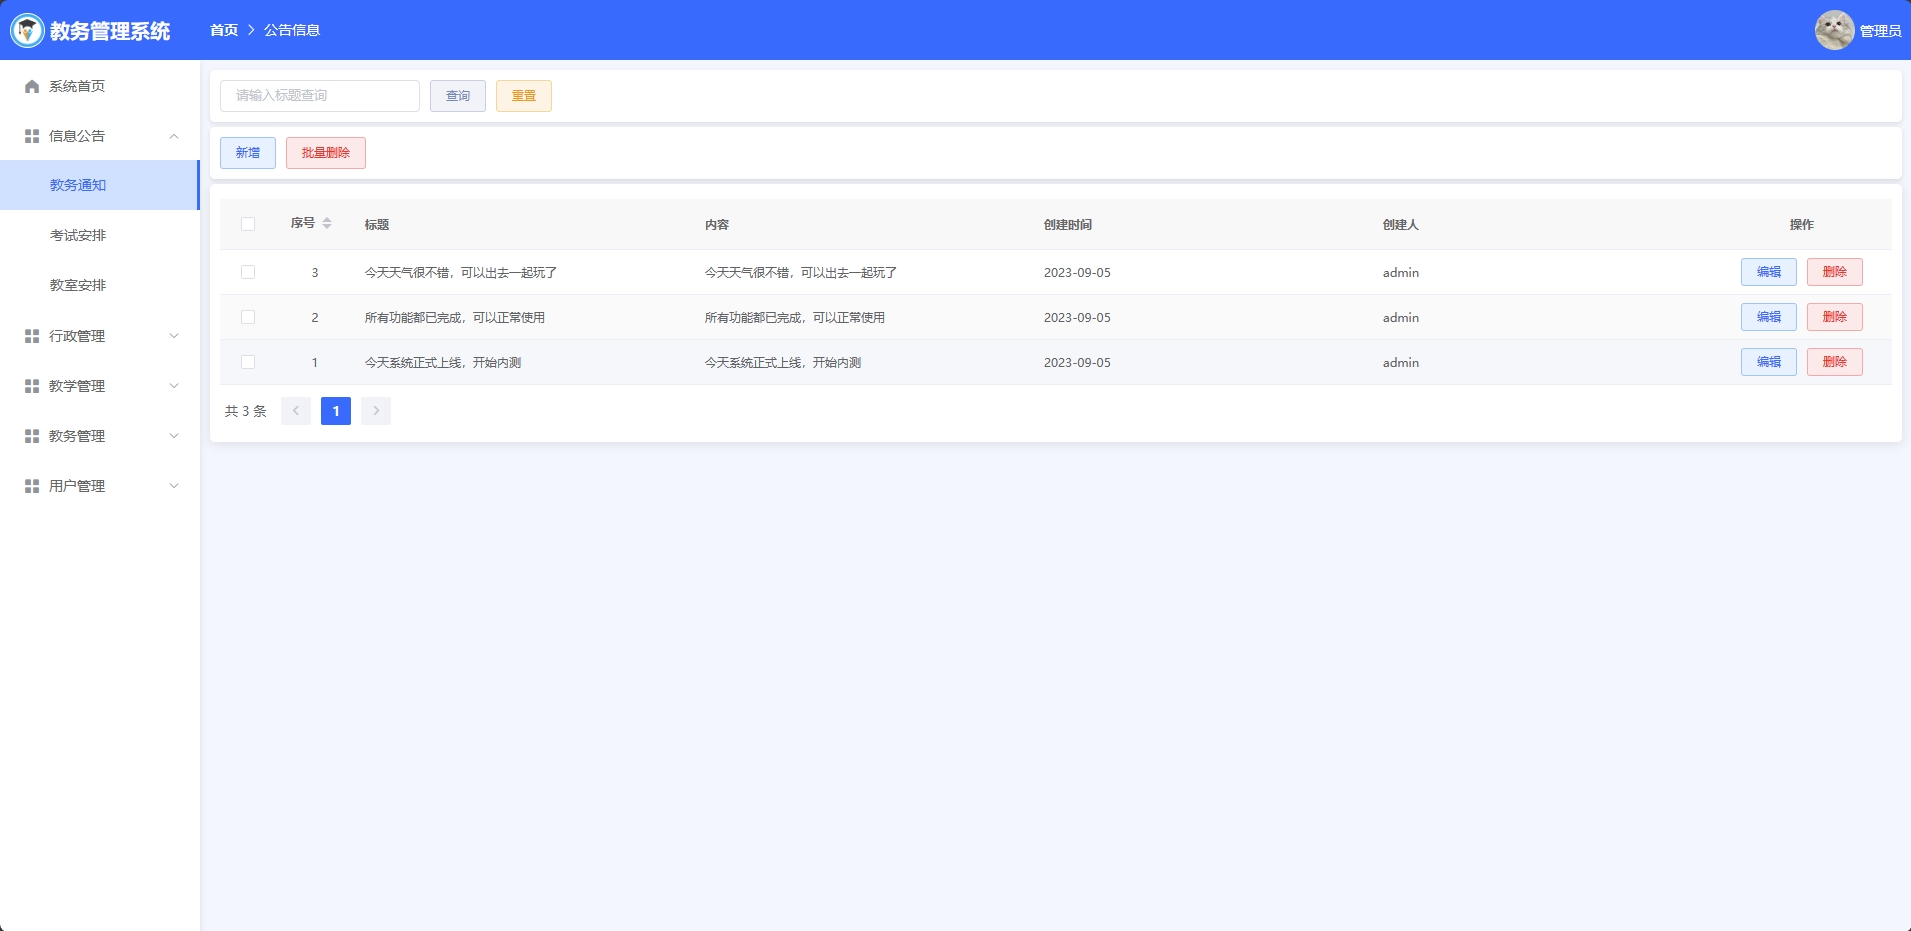 教务管理系统
首页 > 公告信息
管理员
系统首页
信息公告
教务通知
考试安排
教室安排
行政管理
教学管理
教务管理
用户管理
请输入标题查询 查询 重置
新增 批量删除
序号 标题 内容 创建时间 创建人 操作
3 今天天气很不错，可以出去一起玩了 今天天气很不错，可以出去一起玩了 2023-09-05 admin 编辑 删除
2 所有功能都已完成，可以正常使用 所有功能都已完成，可以正常使用 2023-09-05 admin 编辑 删除
1 今天系统正式上线，开始内测 今天系统正式上线，开始内测 2023-09-05 admin 编辑 删除
共 3 条 < 1 >